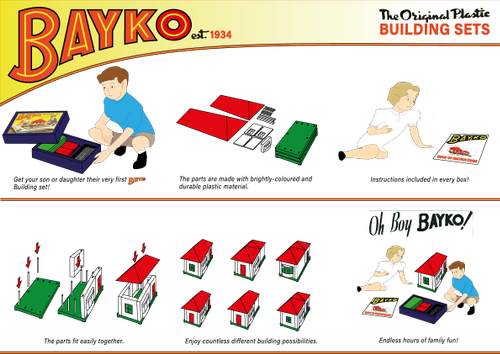 BAYKO est. 1934
The Original Plastic
BUILDING SETS
Get your son or daughter their very first BAYKO
Building set!
The parts are made with brightly-coloured and
durable plastic material.
BAYKO
Instructions included in every box!
Oh Boy BAYKO!
BAYKO
The parts fit easily together.
Enjoy countless different building possibilities.
Endless hours of family fun!